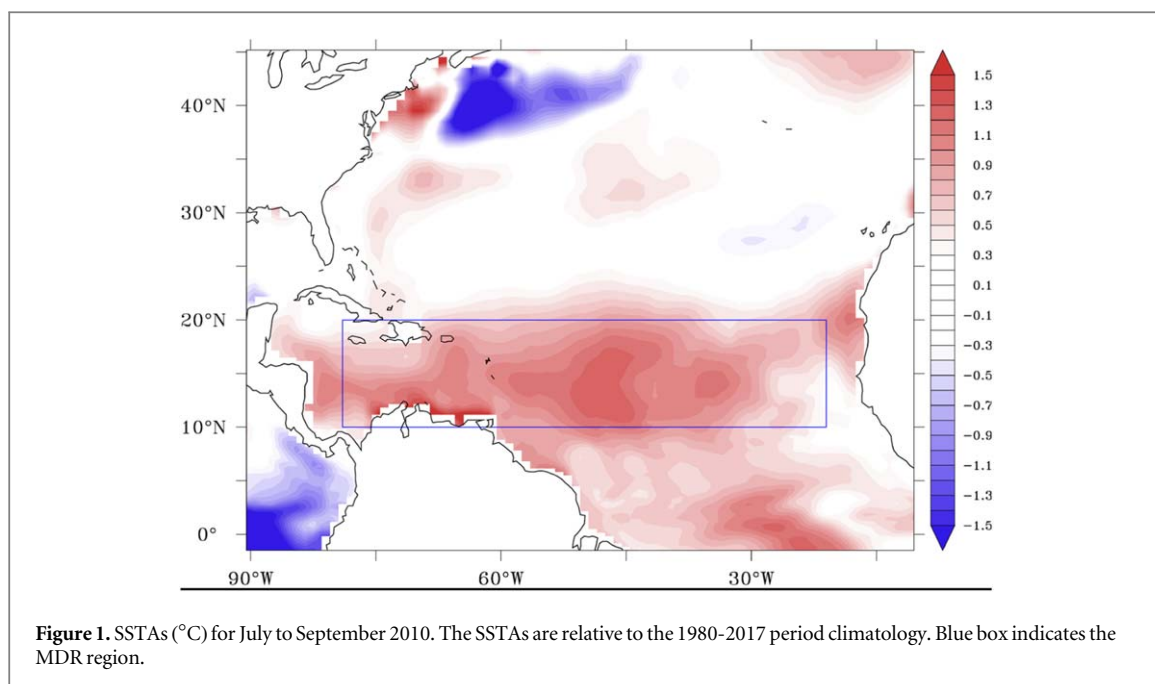 40°N
30°N
20°N
10°N
0°
90°W
60°W
30°W
1.5
1.3
1.1
0.9
0.7
0.5
0.3
0.1
−0.1
−0.3
−0.5
−0.7
−0.9
−1.1
−1.3
−1.5
Figure 1. SSTAs (°C) for July to September 2010. The SSTAs are relative to the 1980-2017 period climatology. Blue box indicates the
MDR region.